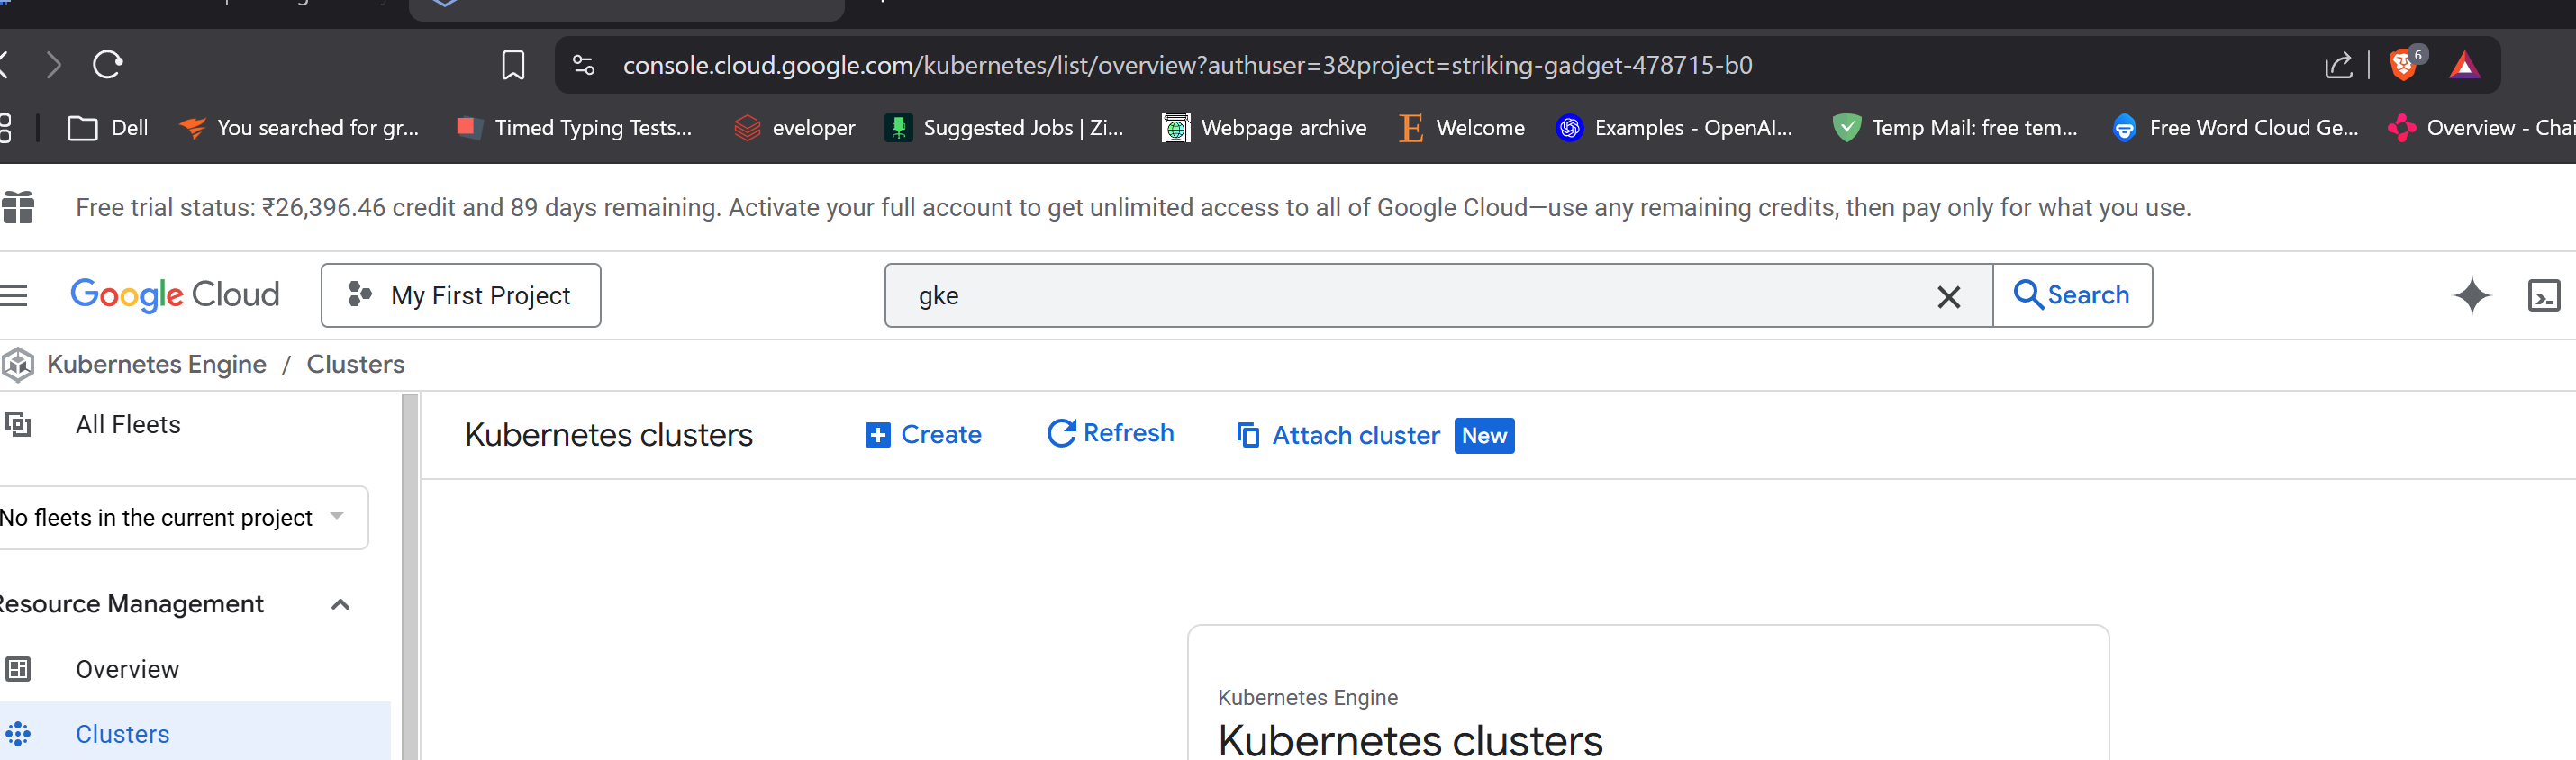 console.cloud.google.com/kubernetes/list/overview?authuser=3&project=striking-gadget-478715-b0
6
Dell
You searched for gr...
Timed Typing Tests...
eveloper
Suggested Jobs | Zi...
Webpage archive
Welcome
Examples - OpenAI...
Temp Mail: free tem...
Free Word Cloud Ge...
Overview - Chai
Free trial status: ₹26,396.46 credit and 89 days remaining. Activate your full account to get unlimited access to all of Google Cloud—use any remaining credits, then pay only for what you use.
Google Cloud
My First Project
gke
Search
Kubernetes Engine / Clusters
All Fleets
No fleets in the current project
Resource Management
Overview
Clusters
Kubernetes clusters
Create
Refresh
Attach cluster
New
Kubernetes Engine
Kubernetes clusters